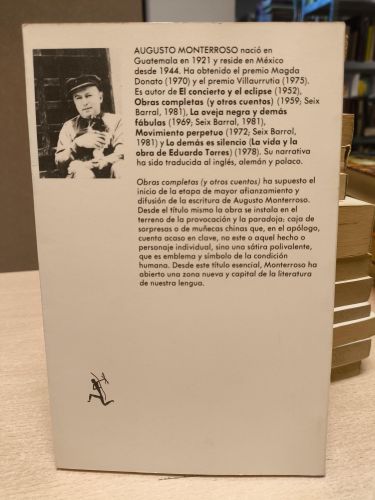 AUGUSTO MONTERROSO nació en
Guatemala en 1921 y reside en México
desde 1944. Ha obtenido el premio Magda
Donato (1970) y el premio Villaurrutia (1975).
Es autor de El concierto y el eclipse (1952),
Obras completas (y otros cuentos) (1959; Seix
Barral, 1981), La oveja negra y demás
fábulas (1969; Seix Barral, 1981),
Movimiento perpetuo (1972; Seix Barral,
1981) y Lo demás es silencio (La vida y la
obra de Eduardo Torres) (1978). Su narrativa
ha sido traducida al inglés, alemán y polaco.
Obras completas (y otros cuentos) ha supuesto el
inicio de la etapa de mayor afianzamiento y
difusión de la escritura de Augusto Monterroso.
Desde el título mismo la obra se instala en el
terreno de la provocación y la paradoja: caja de
sorpresas o de muñecas chinas que, en el apólogo,
cuenta acaso en clave, no este o aquel hecho o
personaje individual, sino una sátira polivalente,
que es emblema y símbolo de la condición
humana. Desde este título esencial, Monterroso ha
abierto una zona nueva y capital de la literatura
de nuestra lengua.